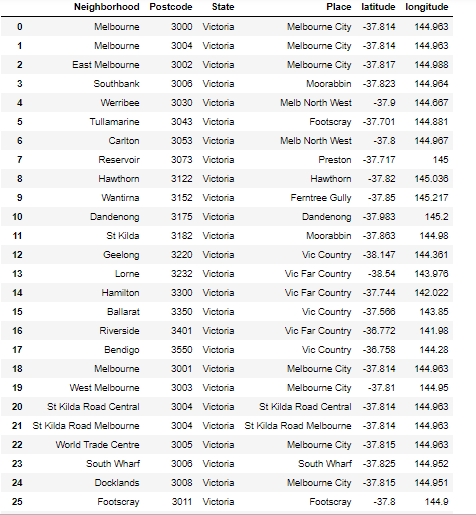 Neighborhood Postcode State Place latitude longitude
0 Melbourne 3000 Victoria Melbourne City -37.814 144.963
1 Melbourne 3004 Victoria Melbourne City -37.814 144.963
2 East Melbourne 3002 Victoria Melbourne City -37.817 144.988
3 Southbank 3006 Victoria Moorabbin -37.823 144.964
4 Werribee 3030 Victoria Melb North West -37.9 144.667
5 Tullamarine 3043 Victoria Footscray -37.701 144.881
6 Carlton 3053 Victoria Melb North West -37.8 144.967
7 Reservoir 3073 Victoria Preston -37.717 145
8 Hawthorn 3122 Victoria Hawthorn -37.82 145.036
9 Wantirna 3152 Victoria Ferntree Gully -37.85 145.217
10 Dandenong 3175 Victoria Dandenong -37.983 145.2
11 St Kilda 3182 Victoria Moorabbin -37.863 144.98
12 Geelong 3220 Victoria Vic Country -38.147 144.361
13 Lorne 3232 Victoria Vic Far Country -38.54 143.976
14 Hamilton 3300 Victoria Vic Far Country -37.744 142.022
15 Ballarat 3350 Victoria Vic Country -37.566 143.85
16 Riverside 3401 Victoria Vic Far Country -36.772 141.98
17 Bendigo 3550 Victoria Vic Country -36.758 144.28
18 Melbourne 3001 Victoria Melbourne City -37.814 144.963
19 West Melbourne 3003 Victoria Melbourne City -37.81 144.95
20 St Kilda Road Central 3004 Victoria St Kilda Road Central -37.814 144.963
21 St Kilda Road Melbourne 3004 Victoria St Kilda Road Melbourne -37.814 144.963
22 World Trade Centre 3005 Victoria Melbourne City -37.815 144.963
23 South Wharf 3006 Victoria South Wharf -37.825 144.952
24 Docklands 3008 Victoria Melbourne City -37.815 144.951
25 Footscray 3011 Victoria Footscray -37.8 144.9